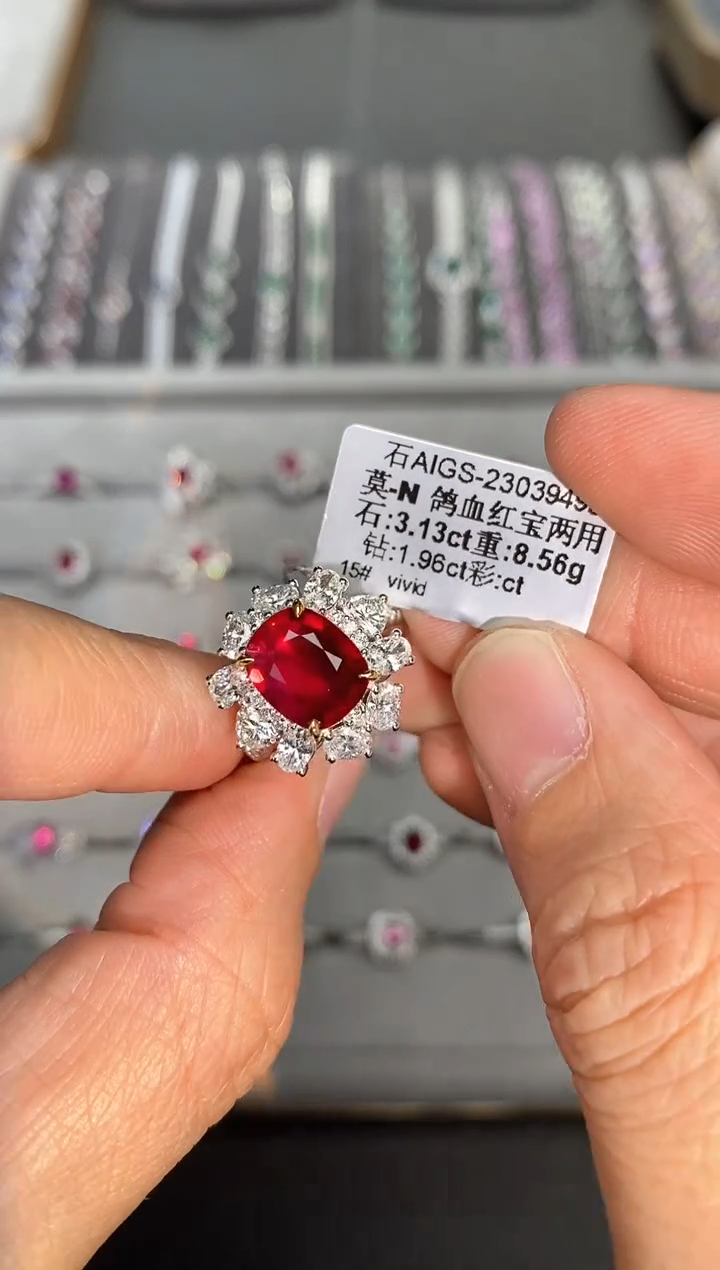 石AIGS-2303949
莫-N 鸽血红宝两用
石:3.13ct重:8.56g
钻:1.96ct彩:ct
15# vivid